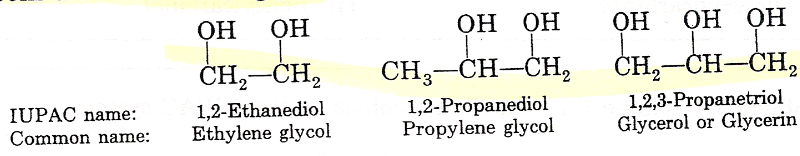 OH OH OH OH OH OH OH
CH₂—CH₂ CH₃—CH—CH₂ CH₂—CH—CH₂
IUPAC name: 1,2-Ethanediol 1,2-Propanediol 1,2,3-Propanetriol
Common name: Ethylene glycol Propylene glycol Glycerol or Glycerin